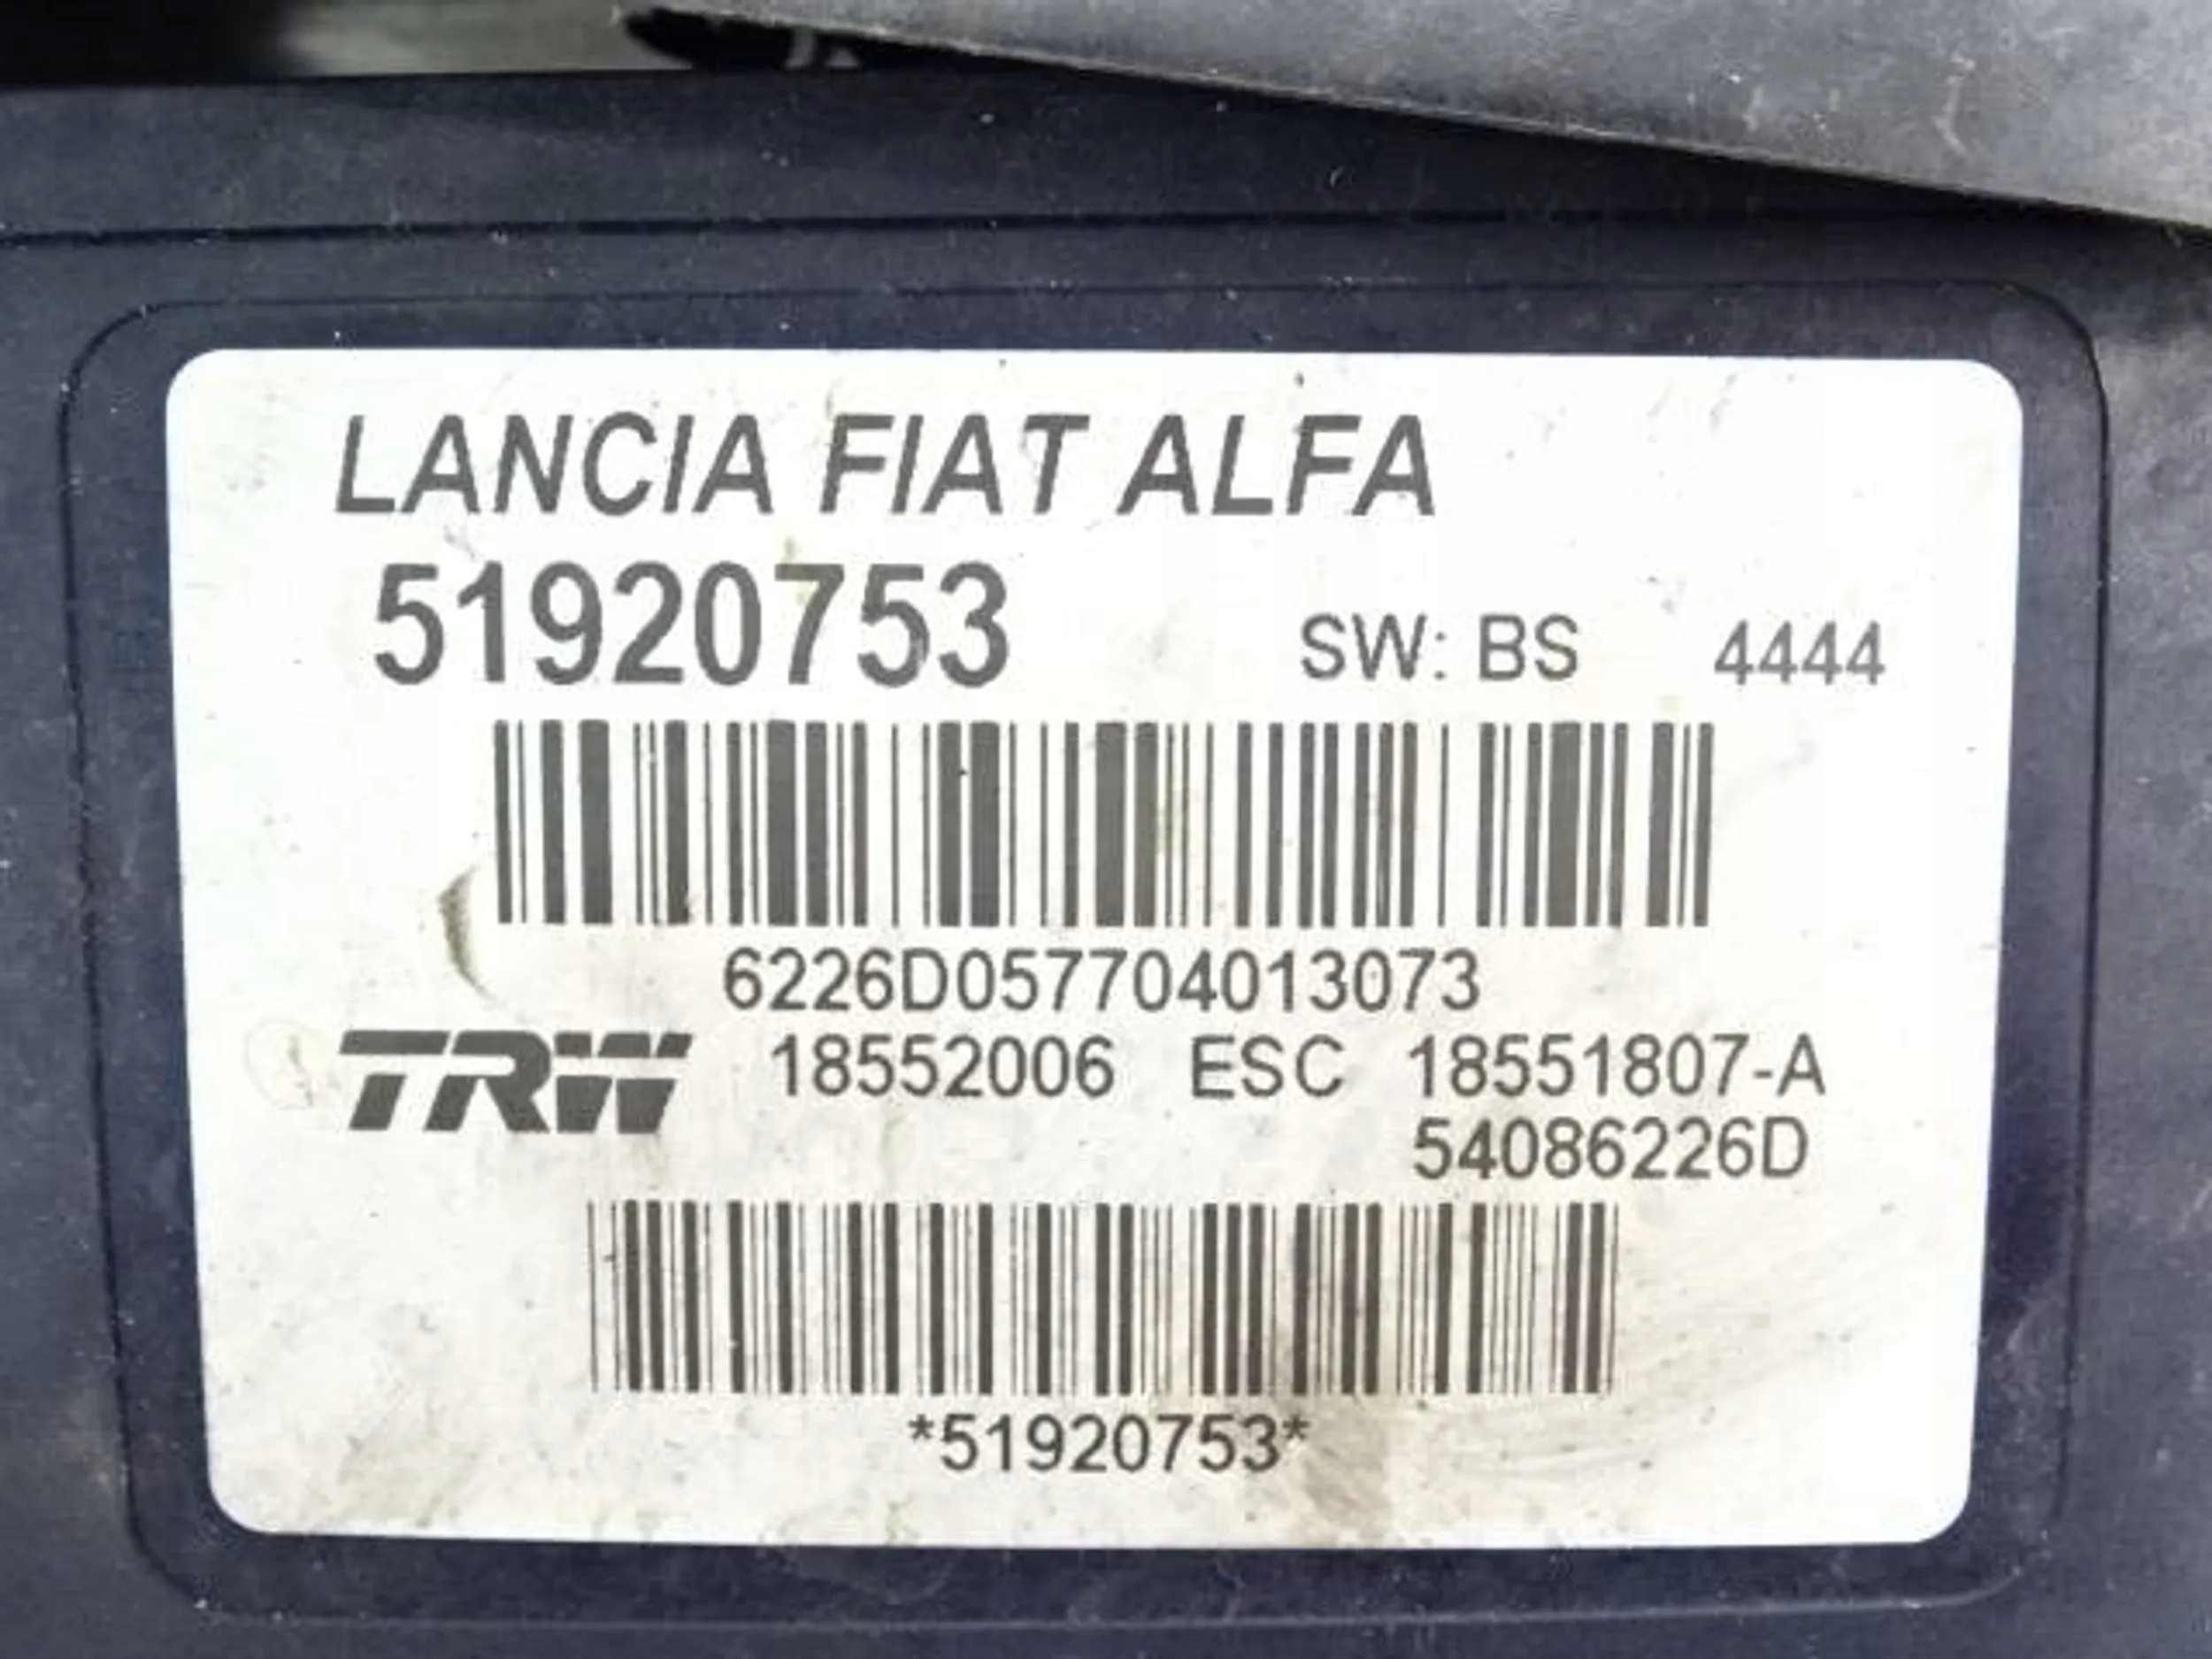 LANCIA FIAT ALFA
51920753 SW: BS 4444
6226D057704013073
TRW 18552006 ESC 18551807-A
54086226D
*51920753*